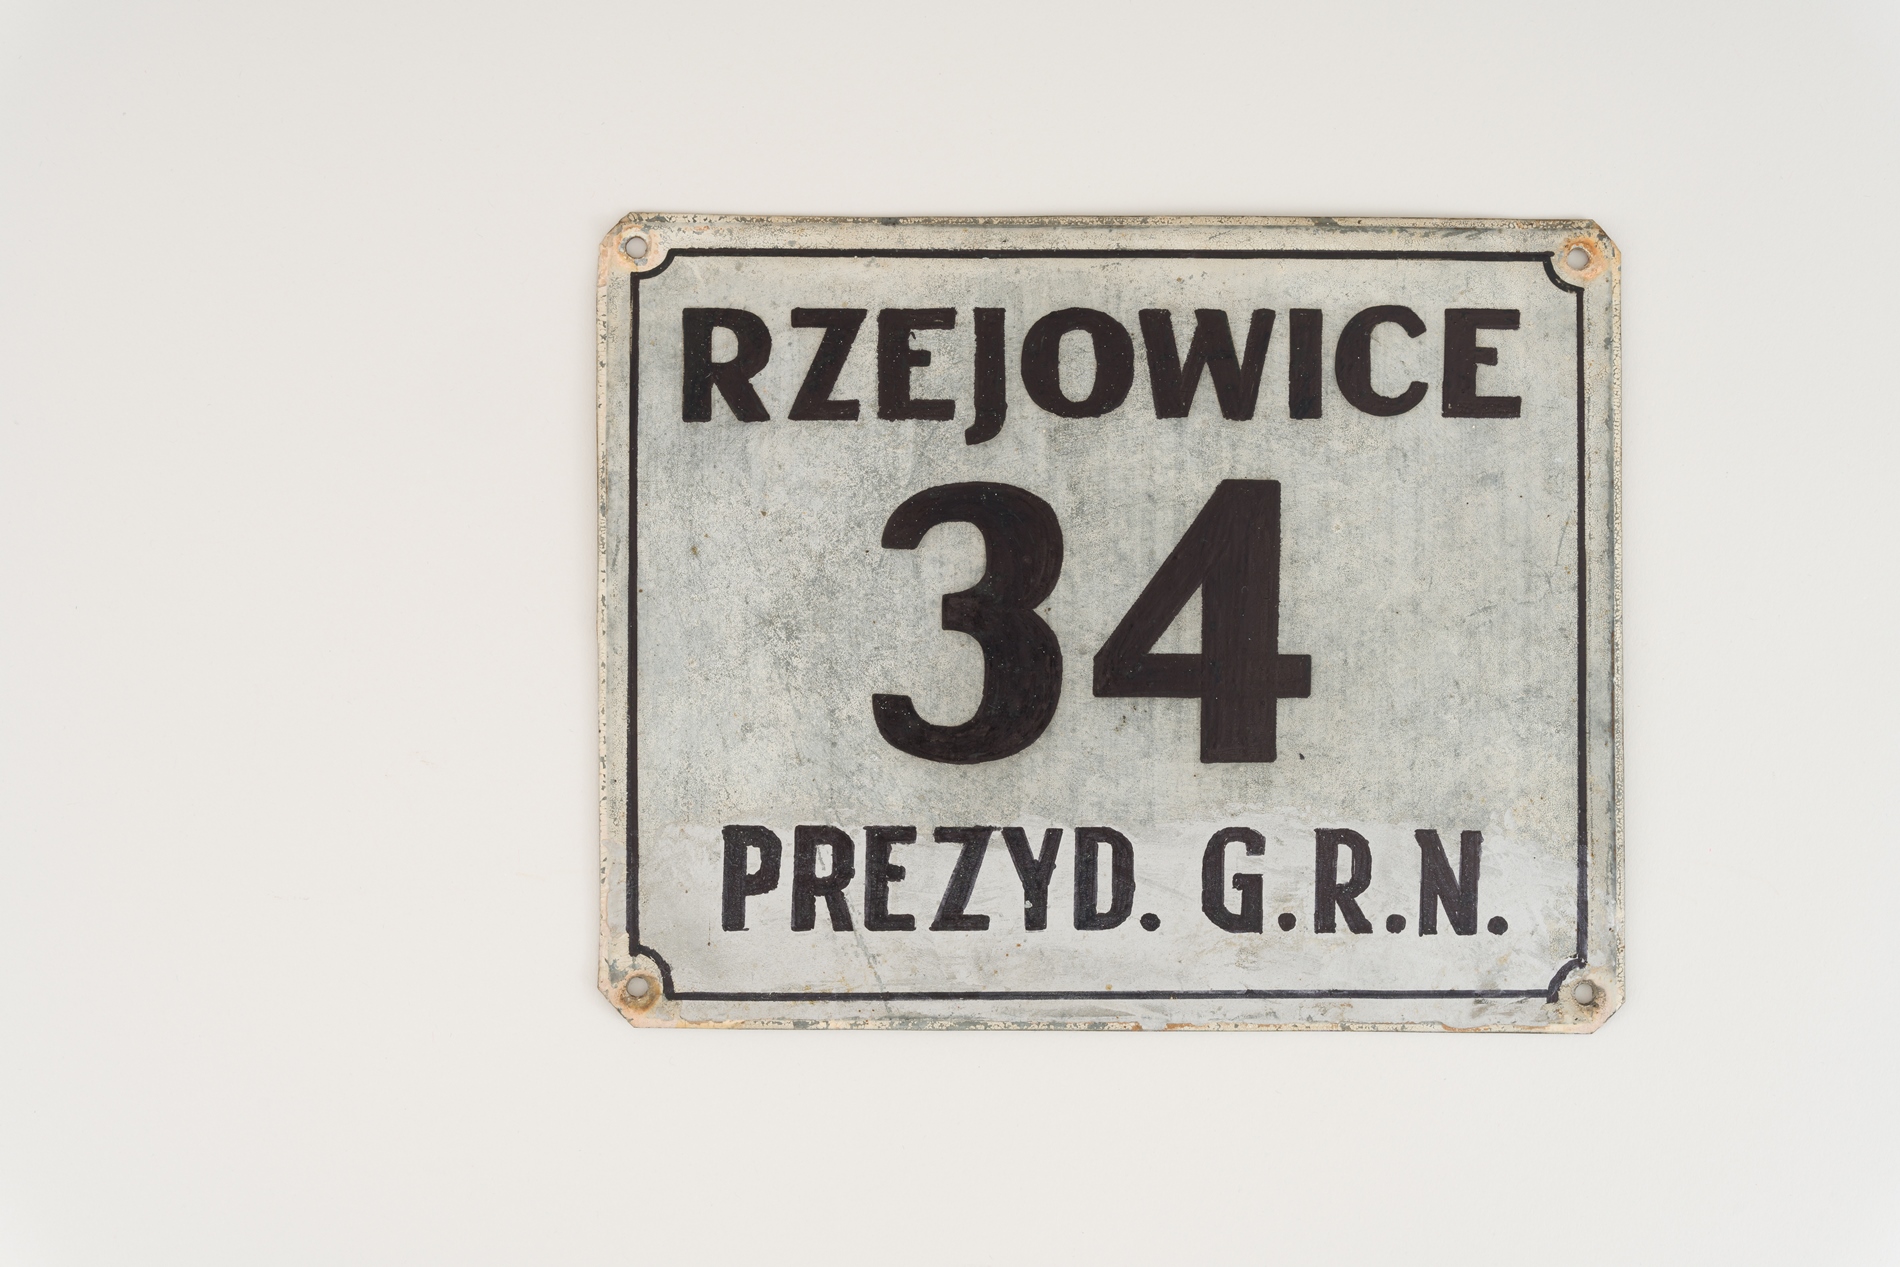 RZEJOWICE
34
PREZYD. G.R.N.